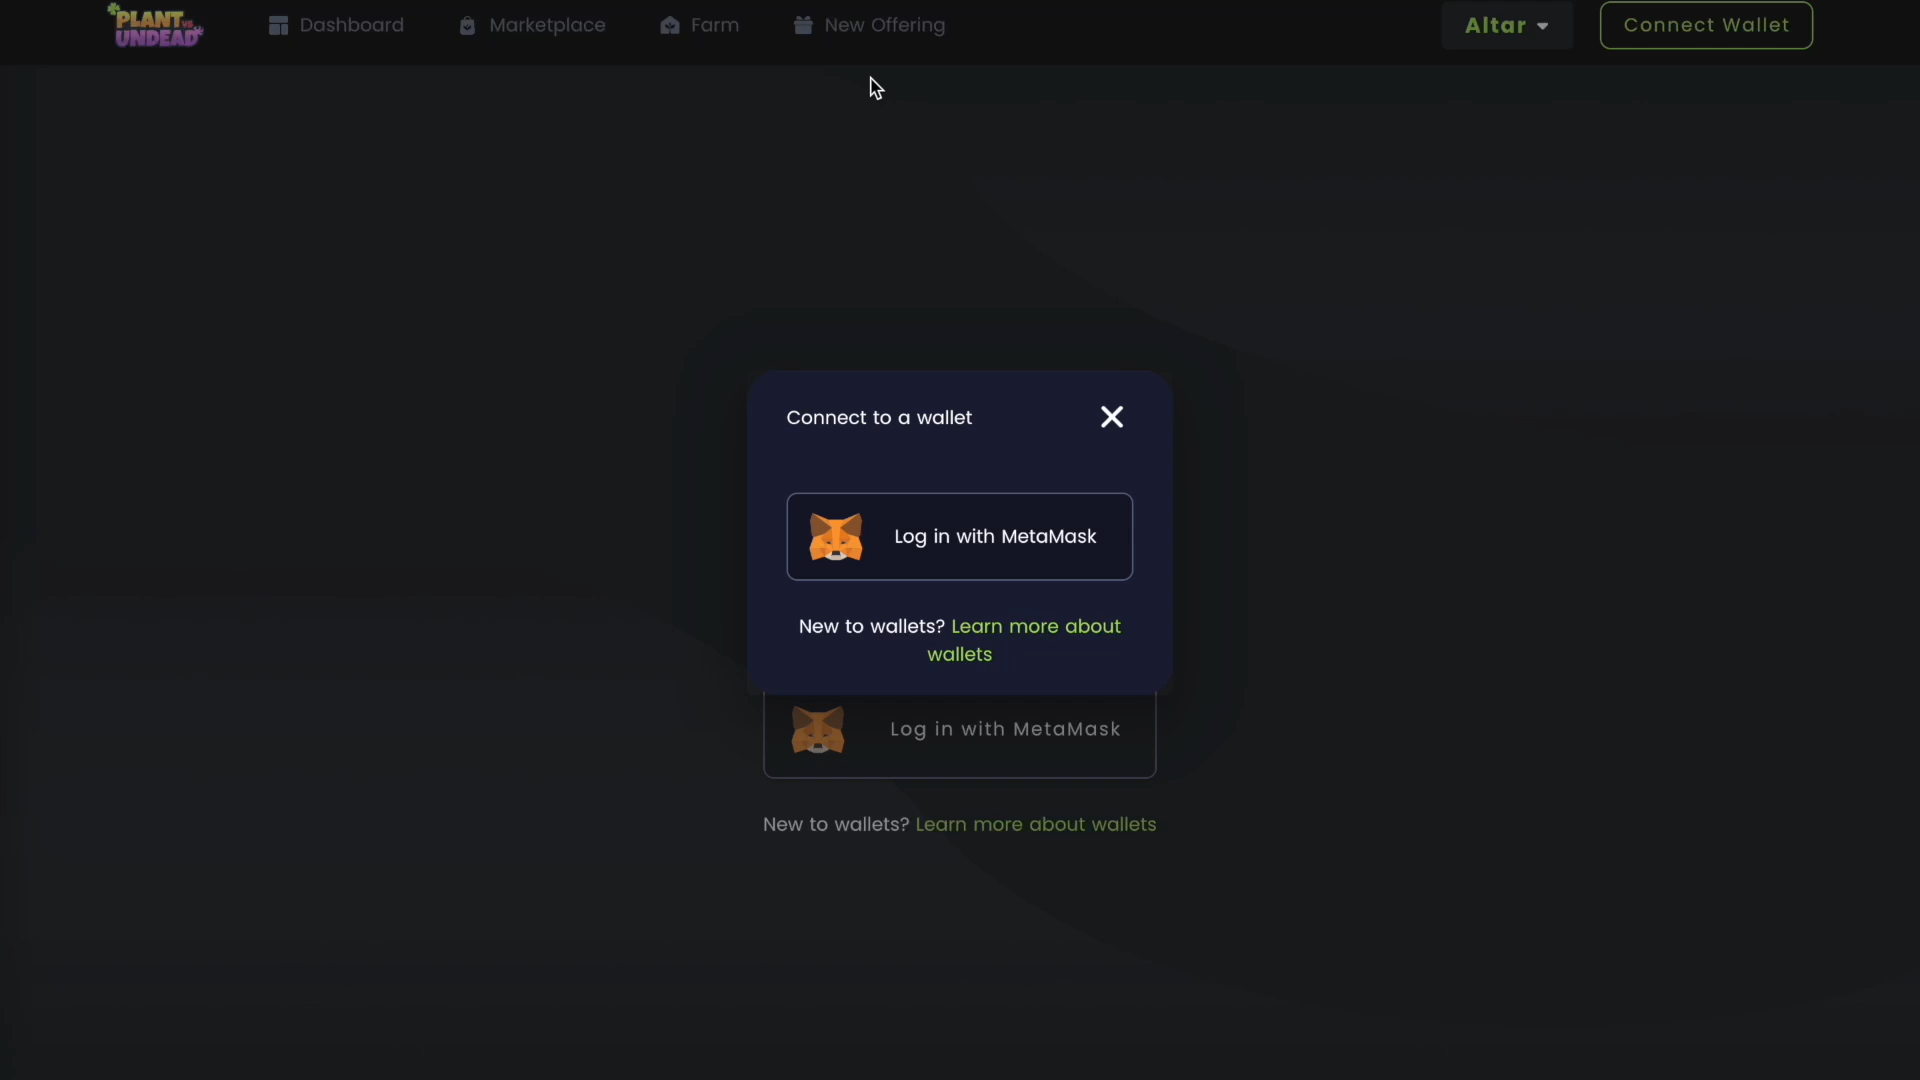 PLANT VS UNDEAD
Dashboard
Marketplace
Farm
New Offering
Altar
Connect Wallet
Connect to a wallet
Log in with MetaMask
New to wallets? Learn more about
wallets
Log in with MetaMask
New to wallets? Learn more about wallets